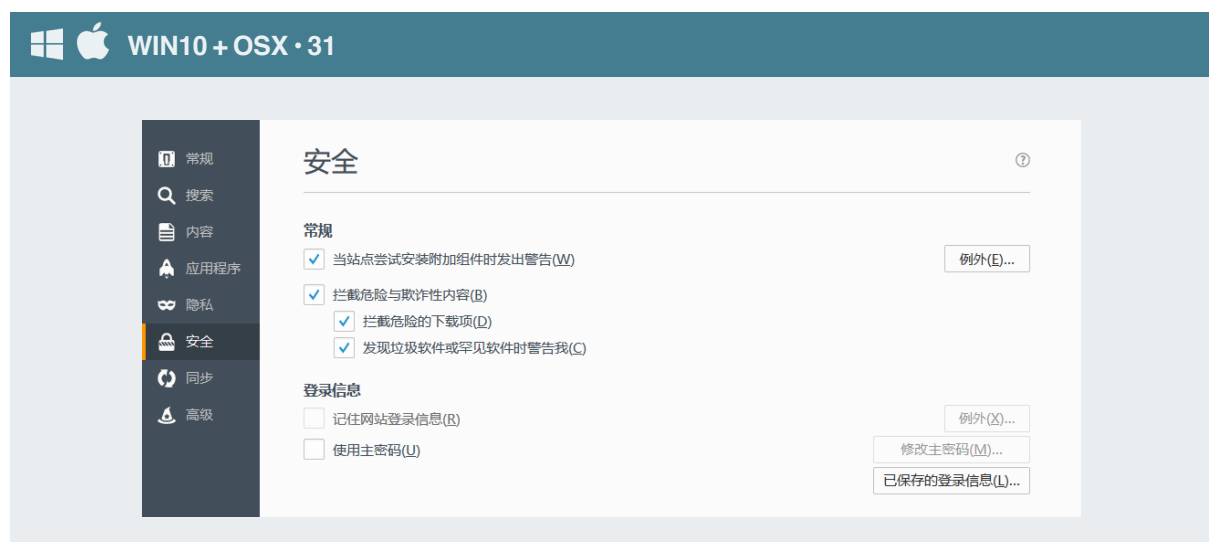 WIN10 + OSX · 31
常规
搜索
内容
应用程序
隐私
安全
同步
高级
安全
常规
当站点尝试安装附加组件时发出警告(W)
例外(E)...
拦截危险与欺诈性内容(B)
拦截危险的下载项(D)
发现垃圾软件或罕见软件时警告我(C)
登录信息
记住网站登录信息(R)
例外(X)...
使用主密码(U)
修改主密码(M)...
已保存的登录信息(L)...